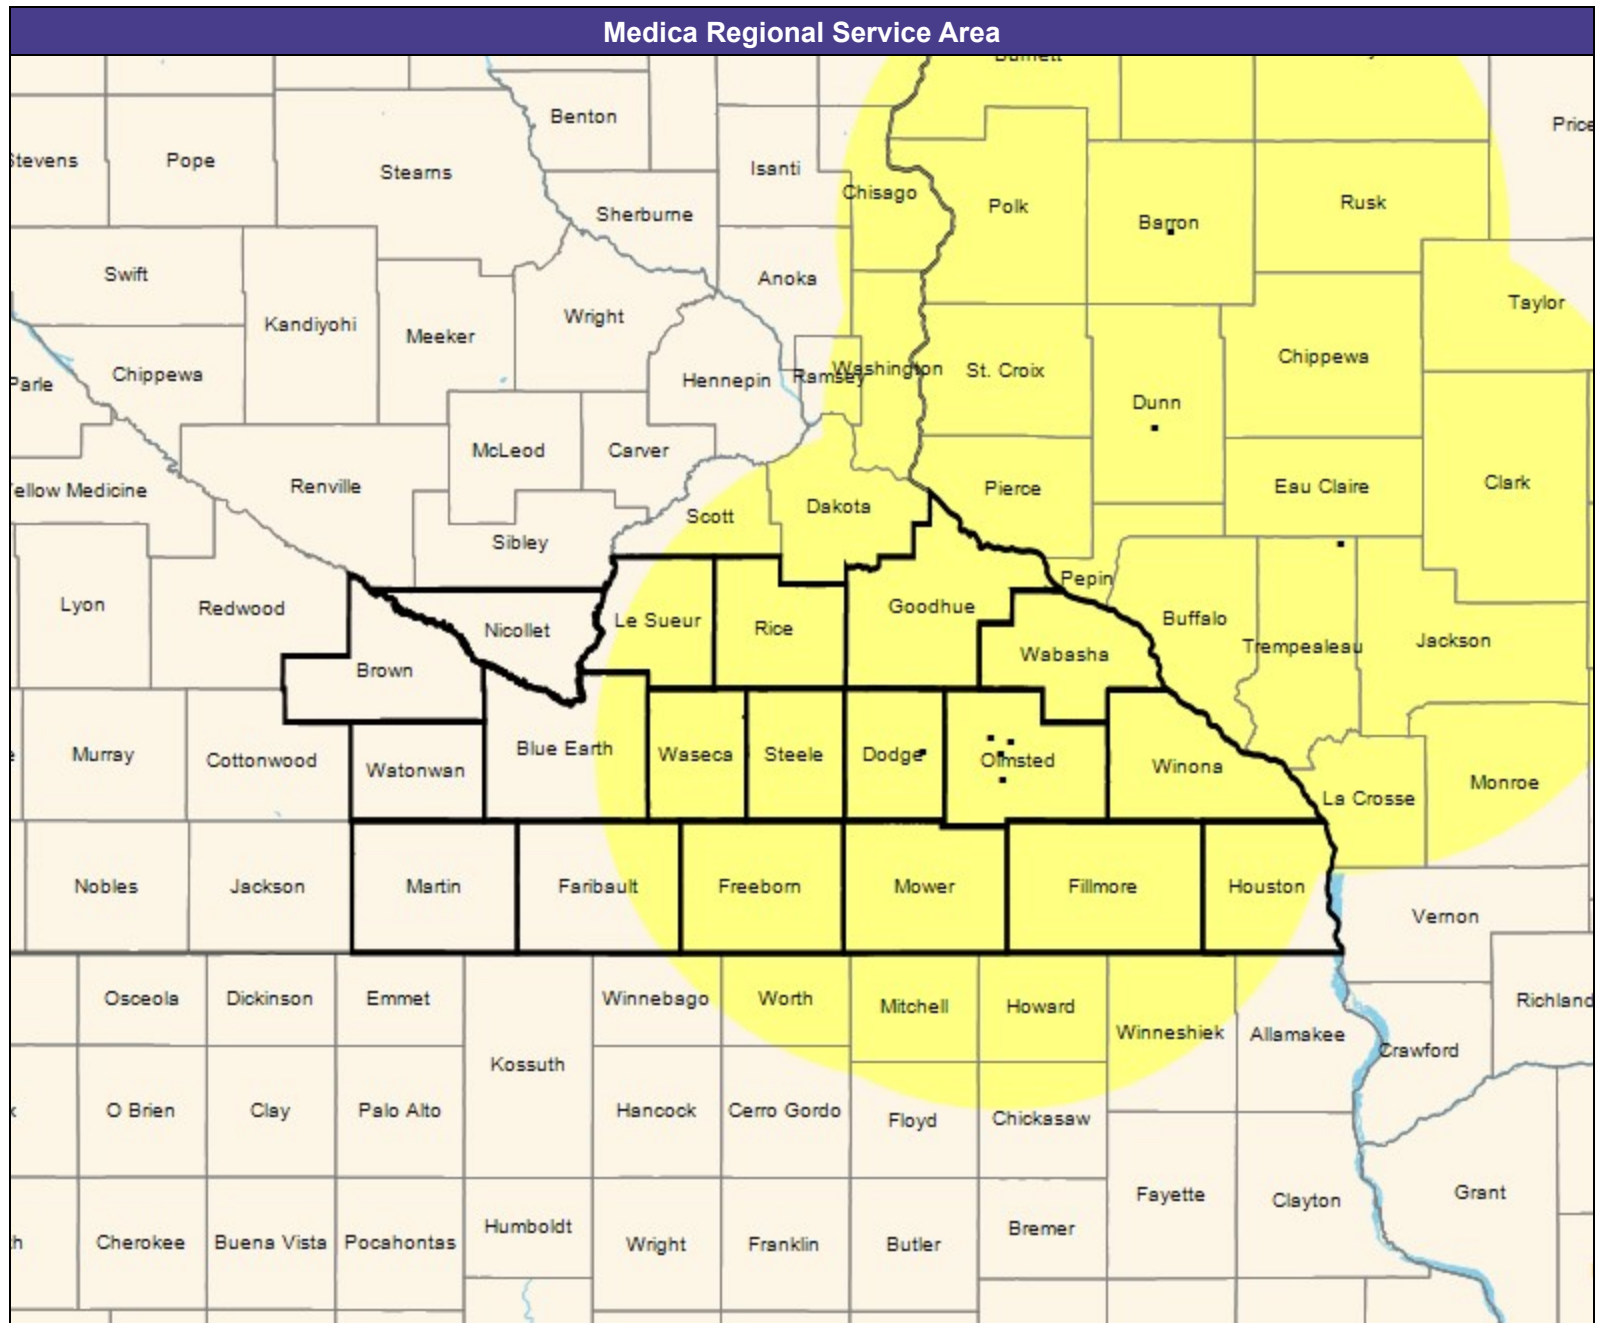 Medica Regional Service Area
Benton
Price
Stevens
Pope
Stearns
Isanti
Chisago
Polk
Barron
Rusk
Sherburne
Swift
Anoka
Taylor
Kandiyohi
Meeker
Wright
Chippewa
Parle
Chippewa
Hennepin
Ramsey
Washington
St. Croix
Dunn
McLeod
Carver
Renville
Yellow Medicine
Scott
Dakota
Pierce
Eau Claire
Clark
Sibley
Lyon
Redwood
Nicollet
Le Sueur
Rice
Goodhue
Pepin
Buffalo
Trempealeau
Jackson
Brown
Wabasha
Murray
Cottonwood
Watonwan
Blue Earth
Waseca
Steele
Dodge
Olmsted
Winona
La Crosse
Monroe
Nobles
Jackson
Martin
Faribault
Freeborn
Mower
Fillmore
Houston
Vernon
Osceola
Dickinson
Emmet
Winnebago
Worth
Mitchell
Howard
Winneshiek
Allamakee
Crawford
Richland
Kossuth
O Brien
Clay
Palo Alto
Hancock
Cerro Gordo
Floyd
Chickasaw
Fayette
Clayton
Grant
Cherokee
Buena Vista
Pocahontas
Humboldt
Wright
Franklin
Butler
Bremer